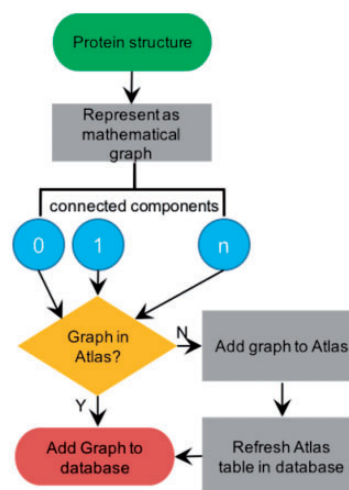 Protein structure
Represent as
mathematical
graph
connected components
0
1
n
Graph in
Atlas?
N
Add graph to Atlas
Y
Add Graph to
database
Refresh Atlas
table in database